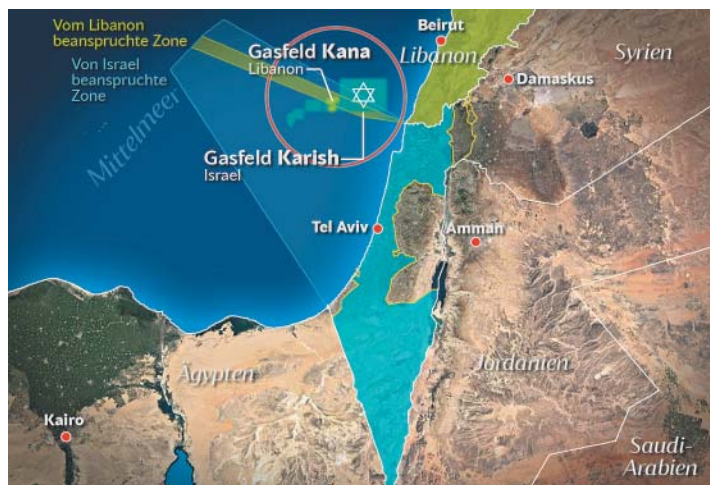 Vom Libanon
beanspruchte Zone
Von Israel
beanspruchte
Zone
Mittelmeer
Gasfeld Kana
Libanon
Gasfeld Karish
Israel
Beirut
Libanon
Syrien
Damaskus
Tel Aviv
Amman
Jordanien
Ägypten
Kairo
Saudi-
Arabien